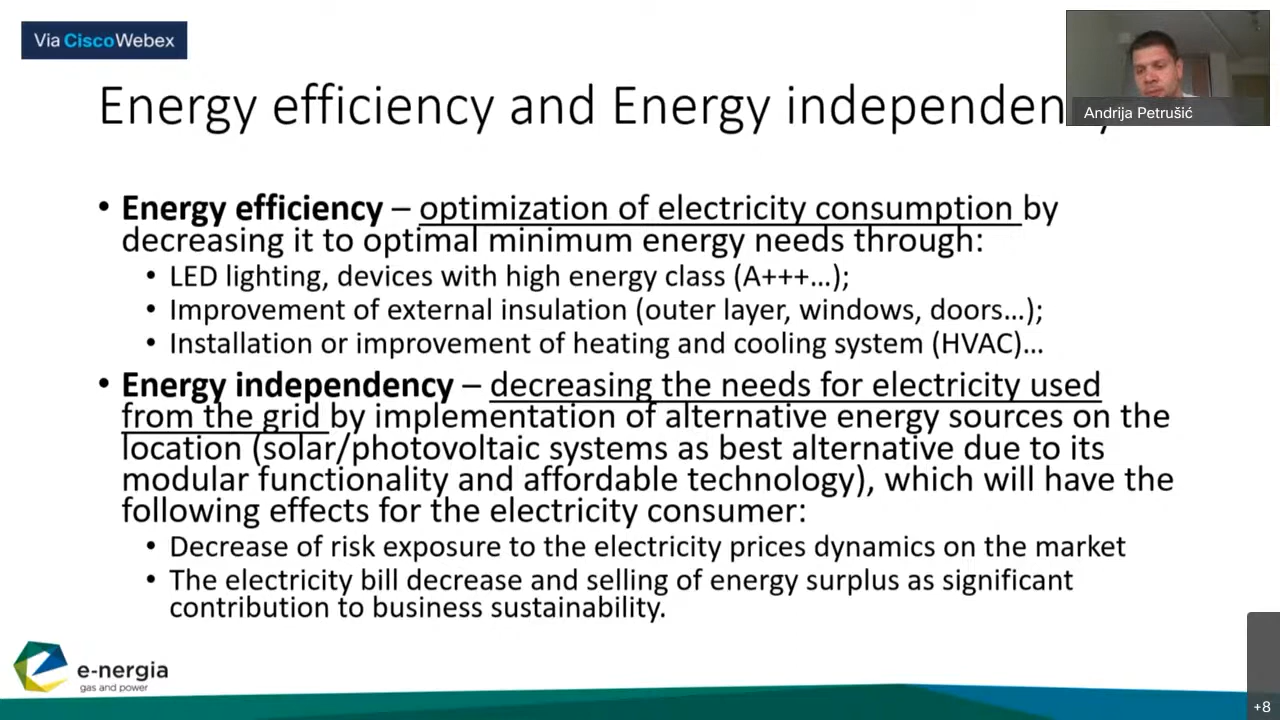 Via CiscoWebex
Energy efficiency and Energy independen
Andrija Petrušić
• Energy efficiency – optimization of electricity consumption by
decreasing it to optimal minimum energy needs through:
• LED lighting, devices with high energy class (A+++...);
• Improvement of external insulation (outer layer, windows, doors...);
• Installation or improvement of heating and cooling system (HVAC)...
• Energy independency – decreasing the needs for electricity used
from the grid by implementation of alternative energy sources on the
location (solar/photovoltaic systems as best alternative due to its
modular functionality and affordable technology), which will have the
following effects for the electricity consumer:
• Decrease of risk exposure to the electricity prices dynamics on the market
• The electricity bill decrease and selling of energy surplus as significant
contribution to business sustainability.
e-nergia
gas and power
+8